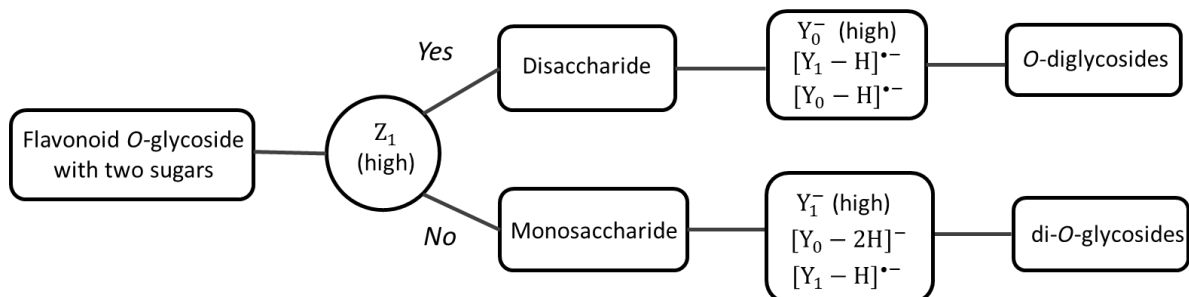 Flavonoid O-glycoside
with two sugars
Z₁
(high)
Yes
Disaccharide
Y₀⁻ (high)
[Y₁ − H]•⁻
[Y₀ − H]•⁻
O-diglycosides
No
Monosaccharide
Y₁⁻ (high)
[Y₀ − 2H]⁻
[Y₁ − H]•⁻
di-O-glycosides